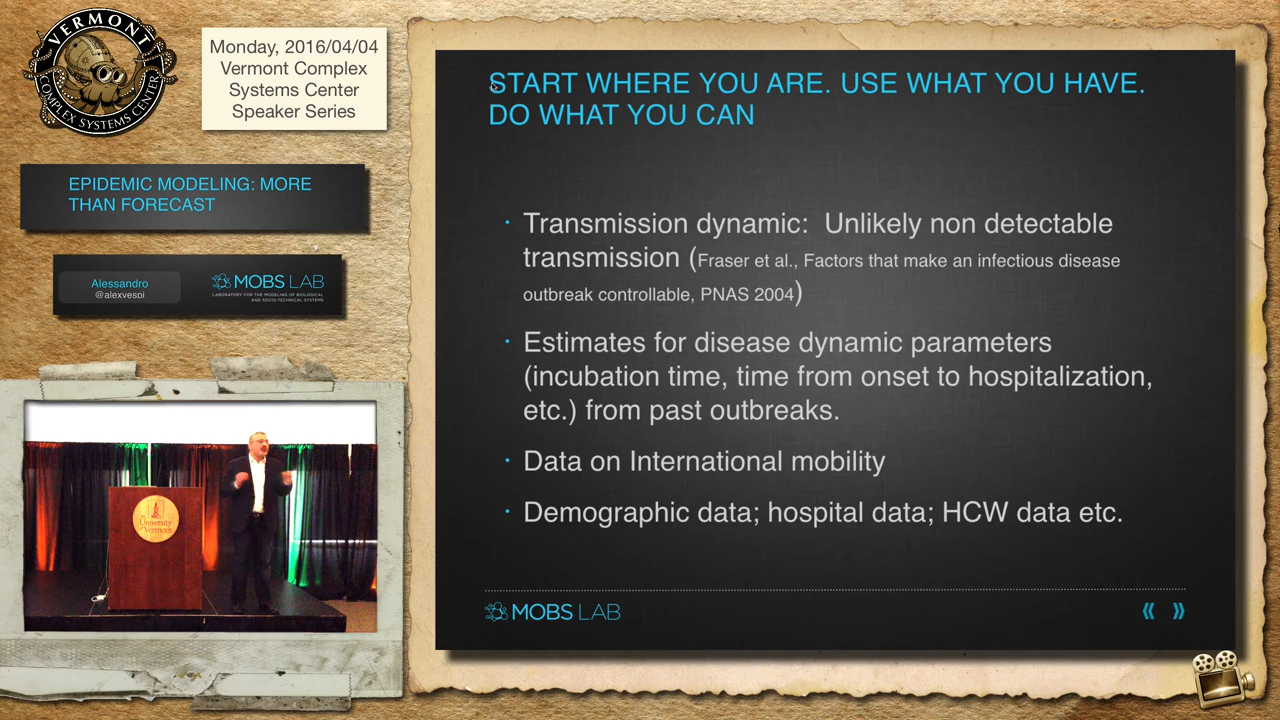 VERMONT
COMPLEX SYSTEMS CENTER
Monday, 2016/04/04
Vermont Complex
Systems Center
Speaker Series
EPIDEMIC MODELING: MORE
THAN FORECAST
Alessandro
@alexvespi
MOBS LAB
LABORATORY FOR THE MODELING OF BIOLOGICAL
AND SOCIO-TECHNICAL SYSTEMS
The
University
of Vermont
START WHERE YOU ARE. USE WHAT YOU HAVE.
DO WHAT YOU CAN
· Transmission dynamic: Unlikely non detectable
transmission (Fraser et al., Factors that make an infectious disease
outbreak controllable, PNAS 2004)
· Estimates for disease dynamic parameters
(incubation time, time from onset to hospitalization,
etc.) from past outbreaks.
· Data on International mobility
· Demographic data; hospital data; HCW data etc.
MOBS LAB